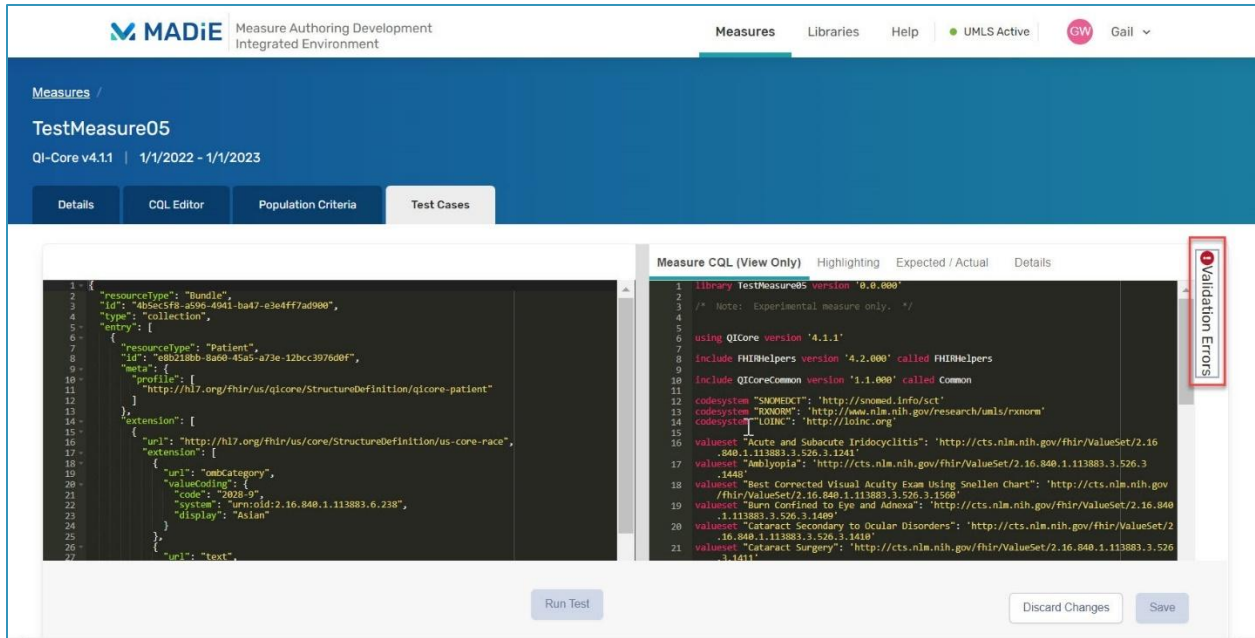 MADiE
Measure Authoring Development
Integrated Environment
Measures Libraries Help UMLS Active GW Gail
Measures /
TestMeasure05
QI-Core v4.1.1 | 1/1/2022 - 1/1/2023
Details CQL Editor Population Criteria Test Cases
1 {
2 "resourceType": "Bundle",
3 "id": "4b5ec5f8-a596-4941-ba47-e3e4ff7ad900",
4 "type": "collection",
5 "entry": [
6 {
7 "resourceType": "Patient",
8 "id": "e8b218bb-8a60-45a5-a73e-12bcc3976d0f",
9 "meta": {
10 "profile": [
11 "http://hl7.org/fhir/us/qicore/StructureDefinition/qicore-patient"
12 ]
13 },
14 "extension": [
15 {
16 "url": "http://hl7.org/fhir/us/core/StructureDefinition/us-core-race",
17 "extension": [
18 {
19 "url": "ombCategory",
20 "valueCoding": {
21 "code": "2028-9",
22 "system": "urn:oid:2.16.840.1.113883.6.238",
23 "display": "Asian"
24 }
25 },
26 {
27 "url": "text",
Measure CQL (View Only) Highlighting Expected / Actual Details
1 library TestMeasure05 version '0.0.000'
2
3 /* Note: Experimental measure only. */
4
5
6 using QICore version '4.1.1'
7
8 include FHIRHelpers version '4.2.000' called FHIRHelpers
9
10 include QICoreCommon version '1.1.000' called Common
11
12 codesystem "SNOMEDCT": 'http://snomed.info/sct'
13 codesystem "RXNORM": 'http://www.nlm.nih.gov/research/umls/rxnorm'
14 codesystem "LOINC": 'http://loinc.org'
15
16 valueset "Acute and Subacute Iridocyclitis": 'http://cts.nlm.nih.gov/fhir/ValueSet/2.16
.840.1.113883.3.526.3.1241'
17 valueset "Amblyopia": 'http://cts.nlm.nih.gov/fhir/ValueSet/2.16.840.1.113883.3.526.3
.1448'
18 valueset "Best Corrected Visual Acuity Exam Using Snellen Chart": 'http://cts.nlm.nih.gov
/fhir/ValueSet/2.16.840.1.113883.3.526.3.1560'
19 valueset "Burn Confined to Eye and Adnexa": 'http://cts.nlm.nih.gov/fhir/ValueSet/2.16.840
.1.113883.3.526.3.1409'
20 valueset "Cataract Secondary to Ocular Disorders": 'http://cts.nlm.nih.gov/fhir/ValueSet/2
.16.840.1.113883.3.526.3.1410'
21 valueset "Cataract Surgery": 'http://cts.nlm.nih.gov/fhir/ValueSet/2.16.840.1.113883.3.526
.3.1411'
Validation Errors
Run Test
Discard Changes Save